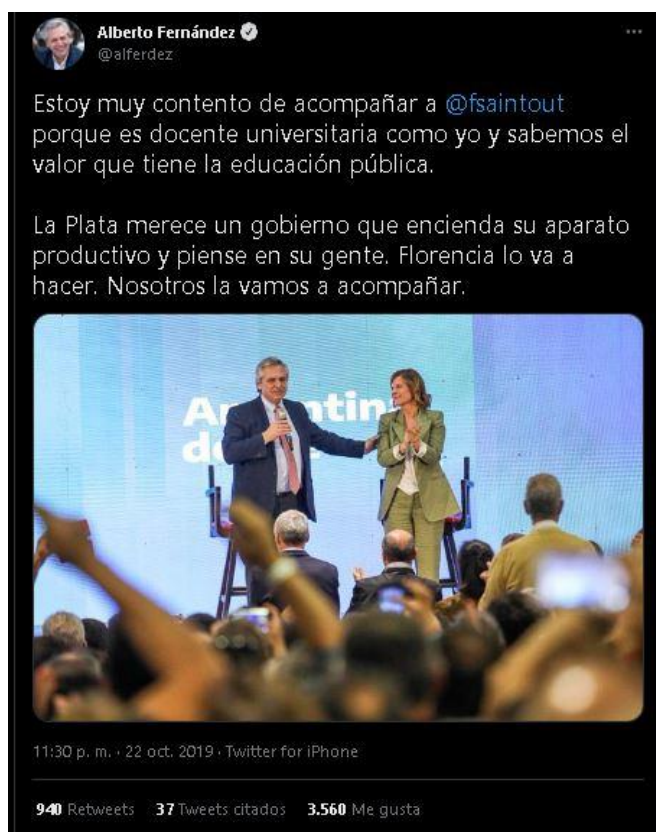 Alberto Fernández
@alferdez
Estoy muy contento de acompañar a @fsaintout
porque es docente universitaria como yo y sabemos el
valor que tiene la educación pública.
La Plata merece un gobierno que encienda su aparato
productivo y piense en su gente. Florencia lo va a
hacer. Nosotros la vamos a acompañar.
11:30 p. m. · 22 oct. 2019 · Twitter for iPhone
940 Retweets 37 Tweets citados 3.560 Me gusta